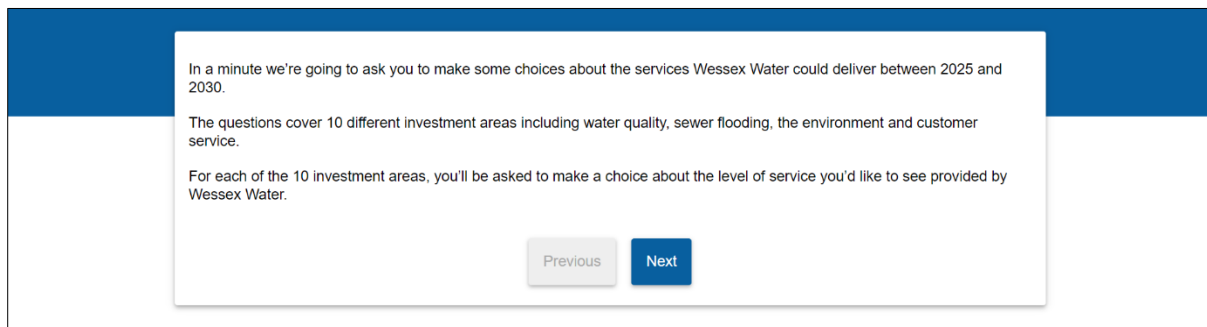 In a minute we’re going to ask you to make some choices about the services Wessex Water could deliver between 2025 and
2030.
The questions cover 10 different investment areas including water quality, sewer flooding, the environment and customer
service.
For each of the 10 investment areas, you’ll be asked to make a choice about the level of service you’d like to see provided by
Wessex Water.
Previous Next